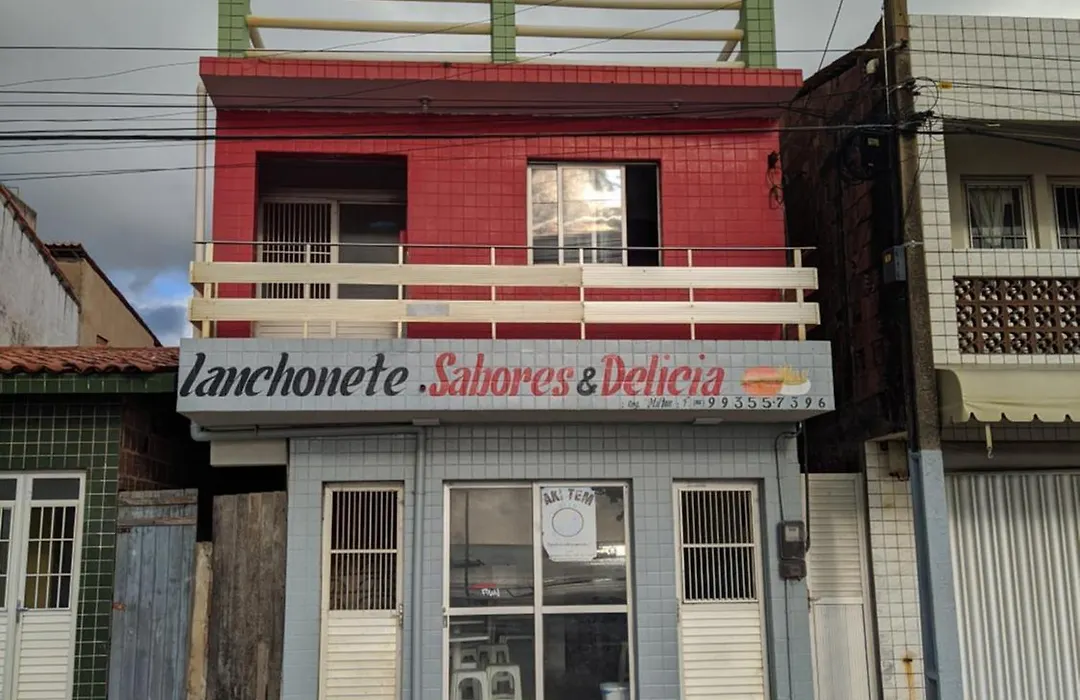 lanchonete • Sabores & Delicia
99355-7396
AKI TEM